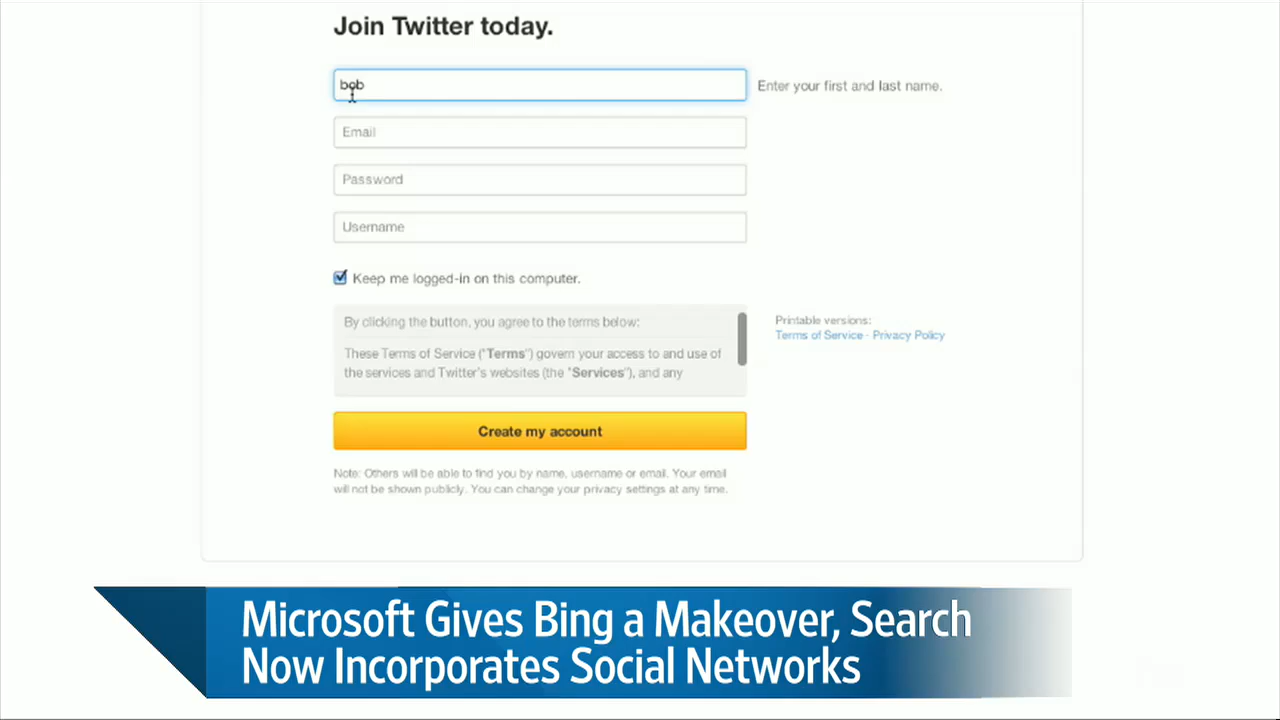 Join Twitter today.
bob
Enter your first and last name.
Email
Password
Username
Keep me logged-in on this computer.
By clicking the button, you agree to the terms below:
These Terms of Service ("Terms") govern your access to and use of
the services and Twitter's websites (the "Services"), and any
Printable versions:
Terms of Service - Privacy Policy
Create my account
Note: Others will be able to find you by name, username or email. Your email
will not be shown publicly. You can change your privacy settings at any time.
Microsoft Gives Bing a Makeover, Search
Now Incorporates Social Networks